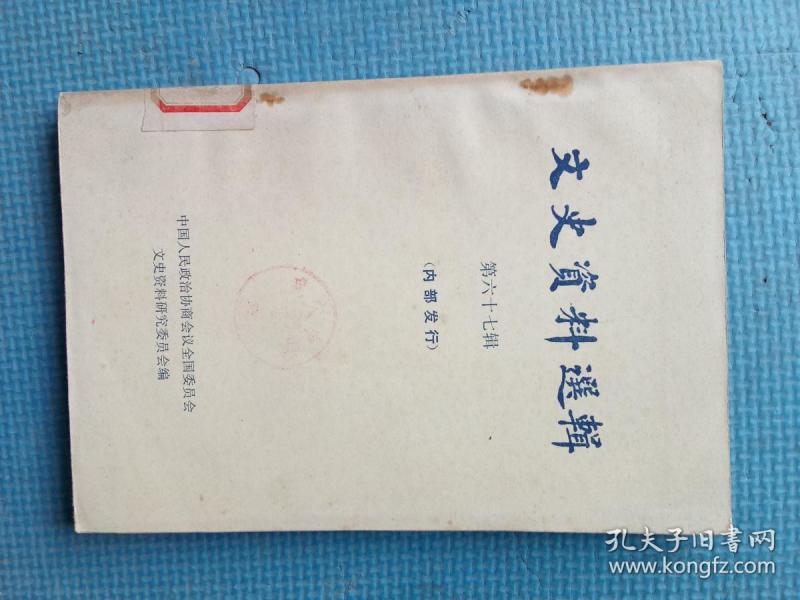 文史資料選輯
第六十七辑
(内部发行)
中国人民政治协商会议全国委员会
文史资料研究委员会编
孔夫子旧书网
www.kongfz.com